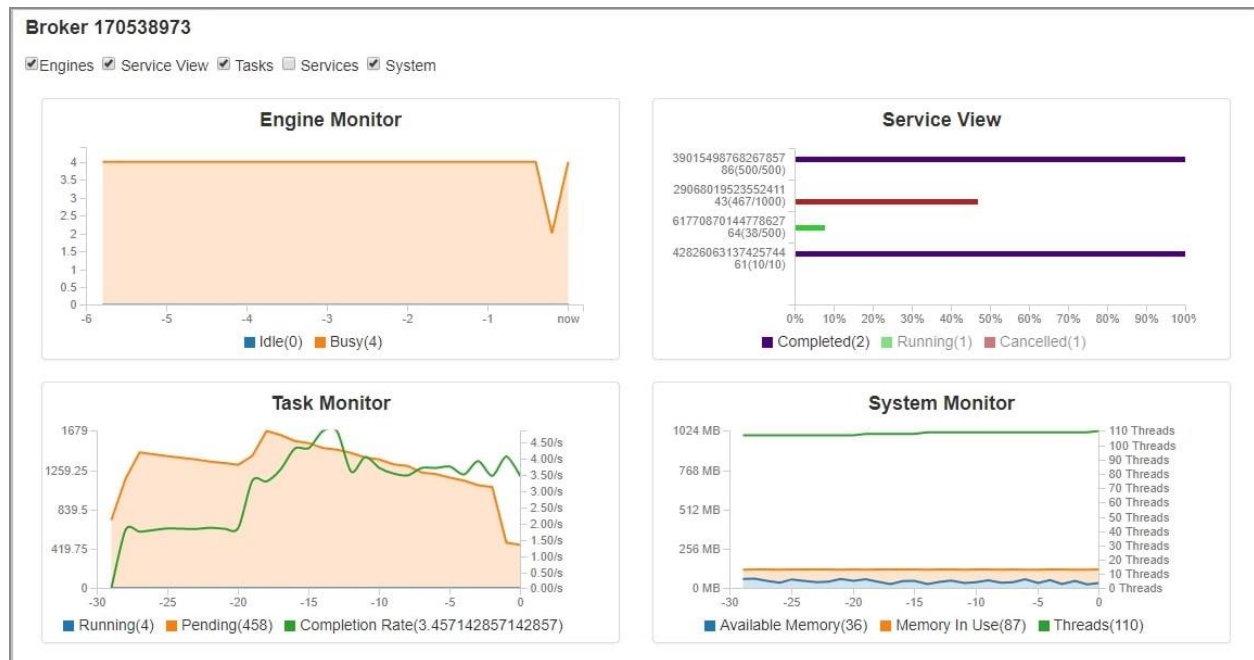 Broker 170538973
Engines Service View Tasks Services System
Engine Monitor
4
3.5
3
2.5
2
1.5
1
0.5
0
-6 -5 -4 -3 -2 -1 now
Idle(0) Busy(4)
Service View
39015498768267857
86(500/500)
29068019523552411
43(467/1000)
61770870144778627
64(38/500)
42826063137425744
61(10/10)
0% 10% 20% 30% 40% 50% 60% 70% 80% 90% 100%
Completed(2) Running(1) Cancelled(1)
Task Monitor
1679
1259.25
839.5
419.75
0
4.50/s
4.00/s
3.50/s
3.00/s
2.50/s
2.00/s
1.50/s
1.00/s
0.50/s
0.00/s
-30 -25 -20 -15 -10 -5 0
Running(4) Pending(458) Completion Rate(3.457142857142857)
System Monitor
1024 MB
768 MB
512 MB
256 MB
0 MB
110 Threads
100 Threads
90 Threads
80 Threads
70 Threads
60 Threads
50 Threads
40 Threads
30 Threads
20 Threads
10 Threads
0 Threads
-30 -25 -20 -15 -10 -5 0
Available Memory(36) Memory In Use(87) Threads(110)